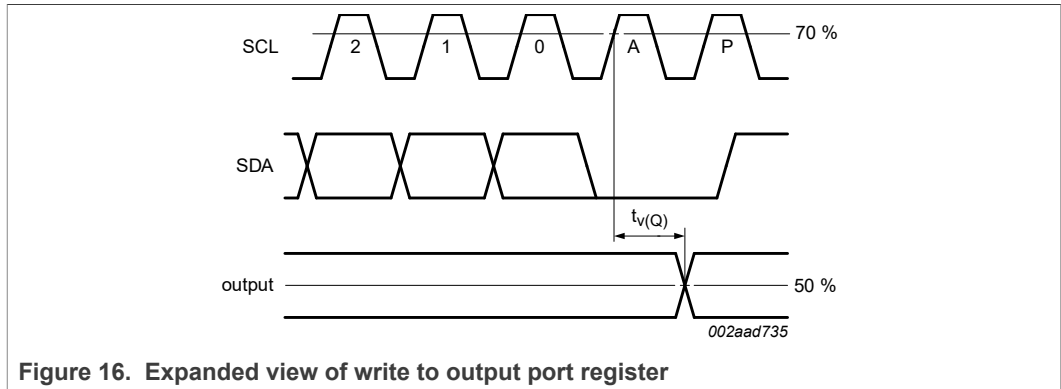 SCL 2 1 0 A P 70 %
SDA
tv(Q)
output 50 %
002aad735
Figure 16. Expanded view of write to output port register